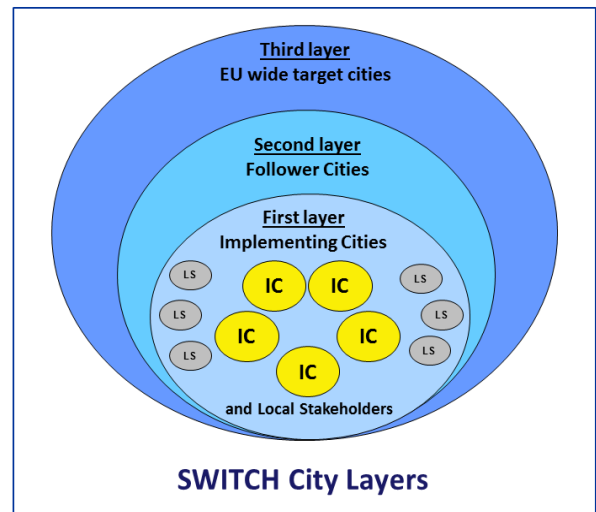 Third layer
EU wide target cities
Second layer
Follower Cities
First layer
Implementing Cities
LS
IC
IC
LS
LS
LS
IC
IC
LS
LS
IC
and Local Stakeholders
SWITCH City Layers